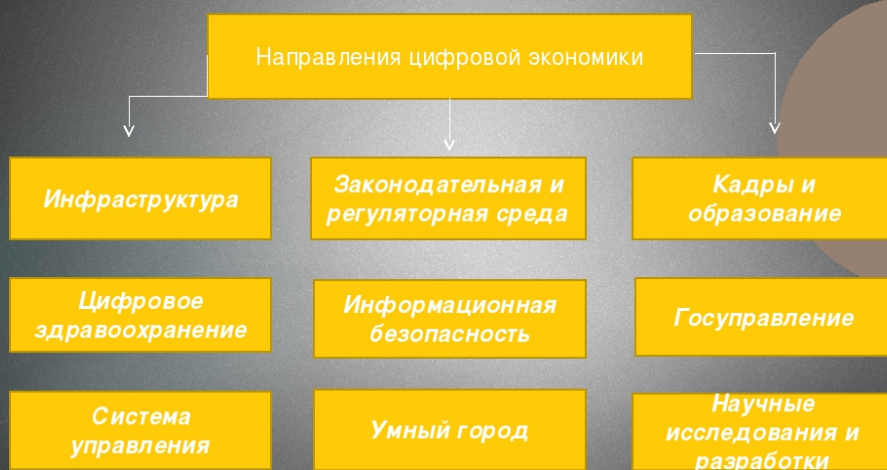 Направления цифровой экономики
Инфраструктура
Законодательная и
регуляторная среда
Кадры и
образование
Цифровое
здравоохранение
Информационная
безопасность
Госуправление
Система
управления
Умный город
Научные
исследования и
разработки